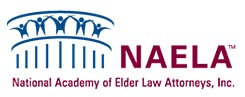 NAELA™
National Academy of Elder Law Attorneys, Inc.